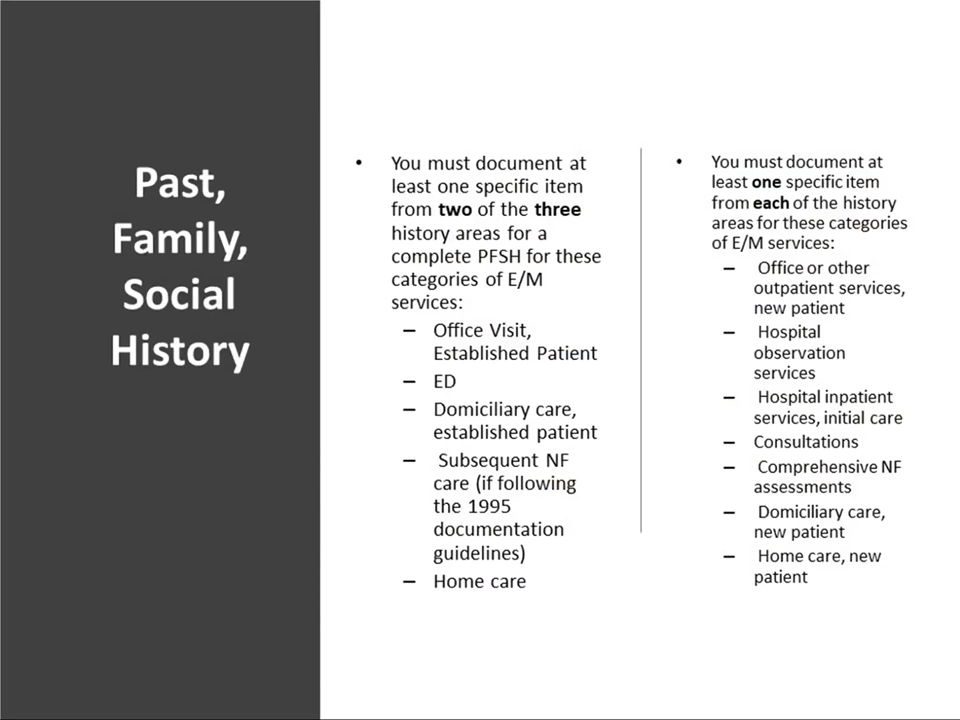 Past,
Family,
Social
History
• You must document at
least one specific item
from two of the three
history areas for a
complete PFSH for these
categories of E/M
services:
– Office Visit,
Established Patient
– ED
– Domiciliary care,
established patient
– Subsequent NF
care (if following
the 1995
documentation
guidelines)
– Home care
• You must document at
least one specific item
from each of the history
areas for these categories
of E/M services:
– Office or other
outpatient services,
new patient
– Hospital
observation
services
– Hospital inpatient
services, initial care
– Consultations
– Comprehensive NF
assessments
– Domiciliary care,
new patient
– Home care, new
patient